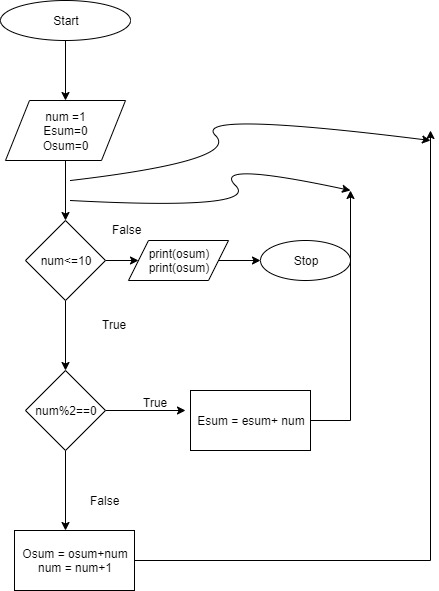 Start
num =1
Esum=0
Osum=0
False
num<=10
print(osum)
print(osum)
Stop
True
num%2==0
True
Esum = esum+ num
False
Osum = osum+num
num = num+1